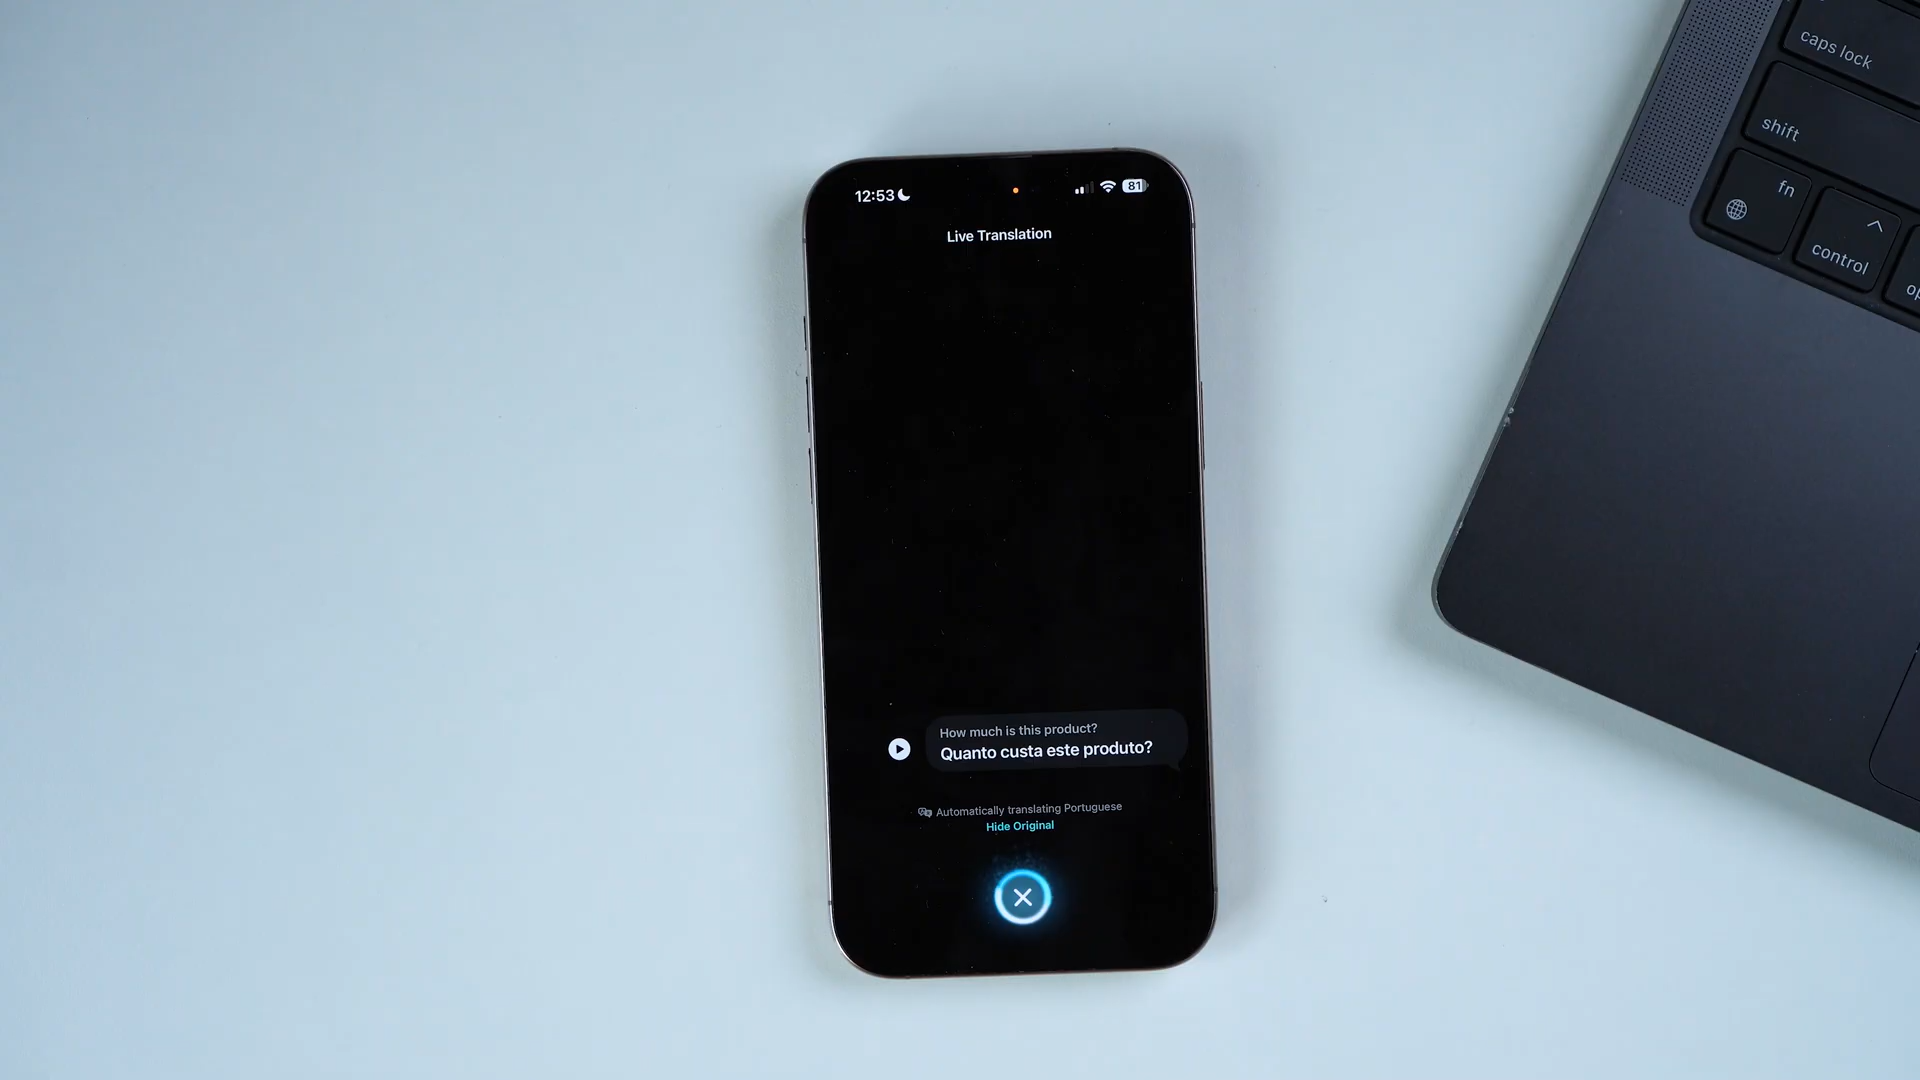 12:53
81
Live Translation
How much is this product?
Quanto custa este produto?
Automatically translating Portuguese
Hide Original
caps lock
shift
fn
control